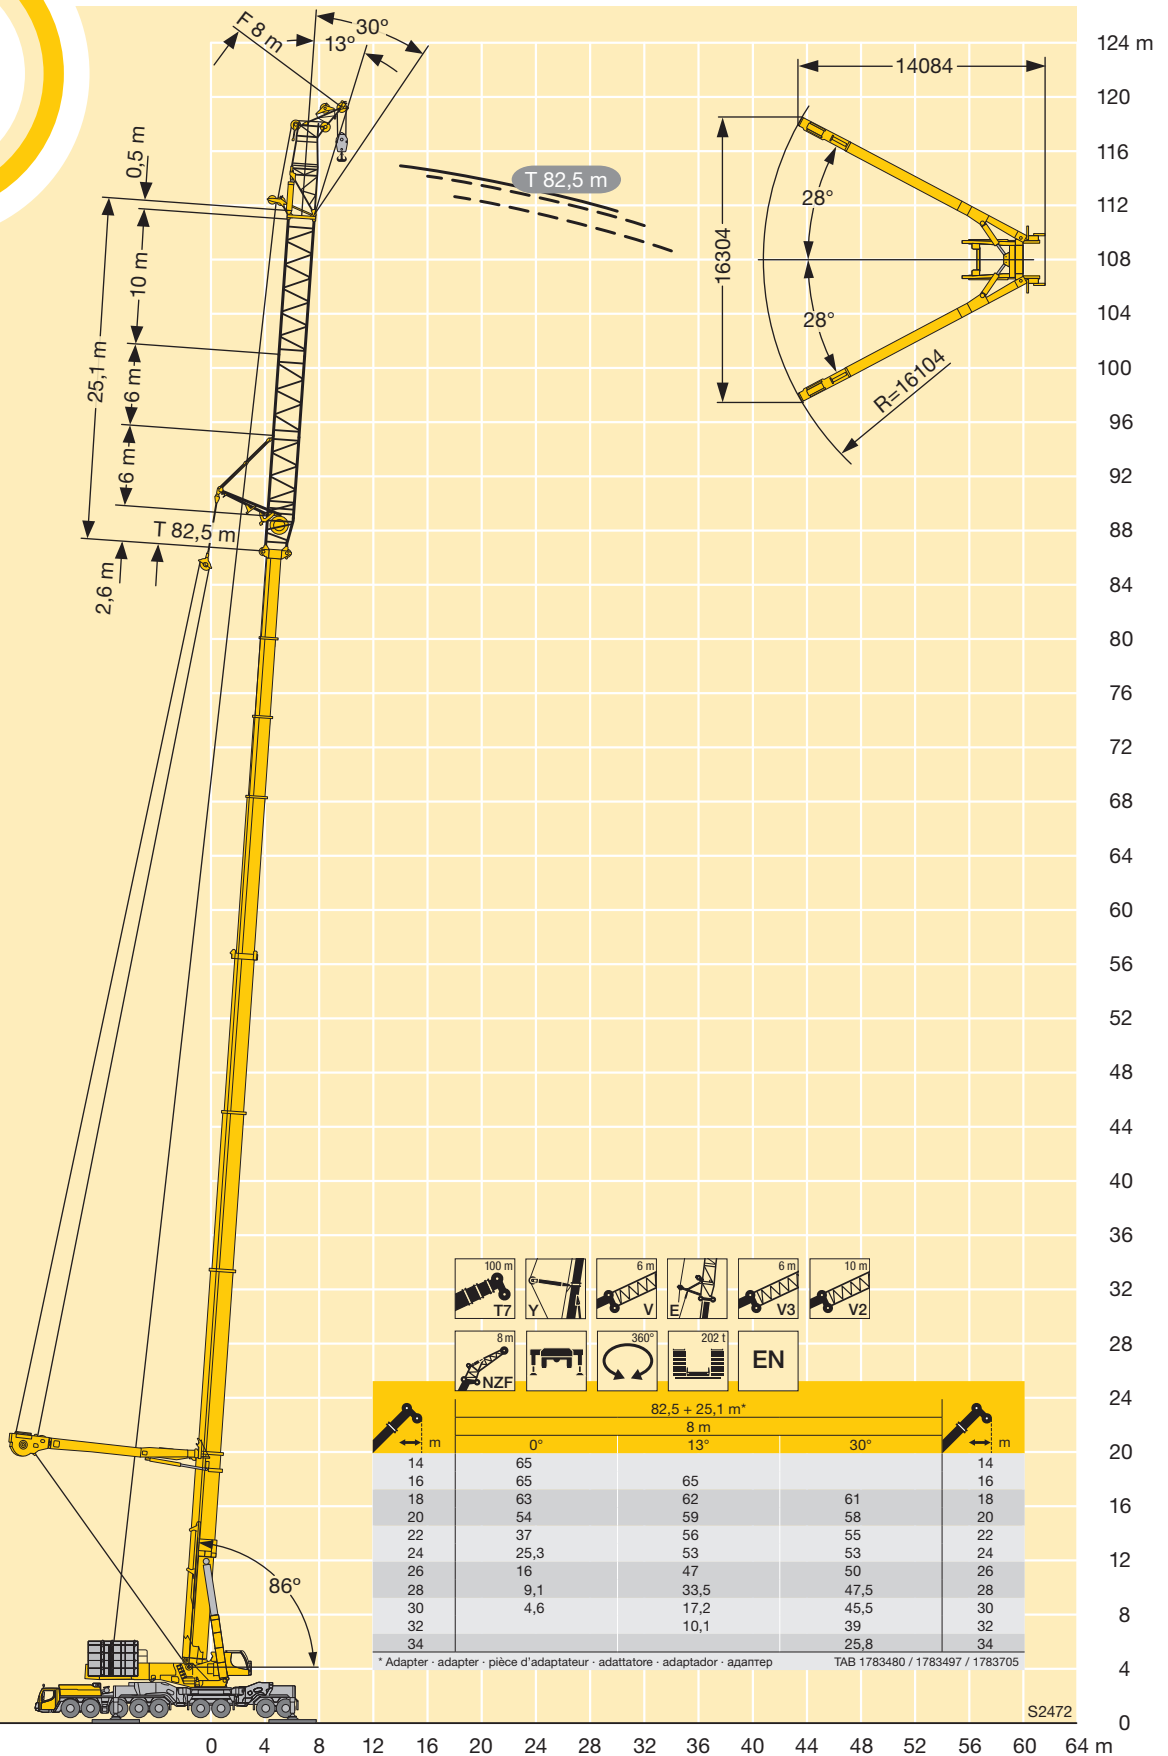 F 8 m
30°
13°
124 m
14084
120
0,5 m
116
T 82,5 m
28°
112
10 m
16304
108
104
28°
25,1 m
6 m
100
R=16104
96
6 m
92
T 82,5 m
88
2,6 m
84
80
76
72
68
64
60
56
52
48
44
40
36
100 m
T7
Y
6 m
V
E
6 m
V3
10 m
V2
32
8 m
NZF
360°
202 t
EN
28
24
82,5 + 25,1 m*
8 m
m 0° 13° 30° m
20
14 65 14
16 65 65 16
18 63 62 61 18
16
20 54 59 58 20
22 37 56 55 22
24 25,3 53 53 24
12
26 16 47 50 26
28 9,1 33,5 47,5 28
86°
30 4,6 17,2 45,5 30
8
32 10,1 39 32
34 25,8 34
* Adapter · adapter · pièce d'adaptateur · adattatore · adaptador · адаптер TAB 1783480 / 1783497 / 1783705
4
S2472
0
0 4 8 12 16 20 24 28 32 36 40 44 48 52 56 60 64 m